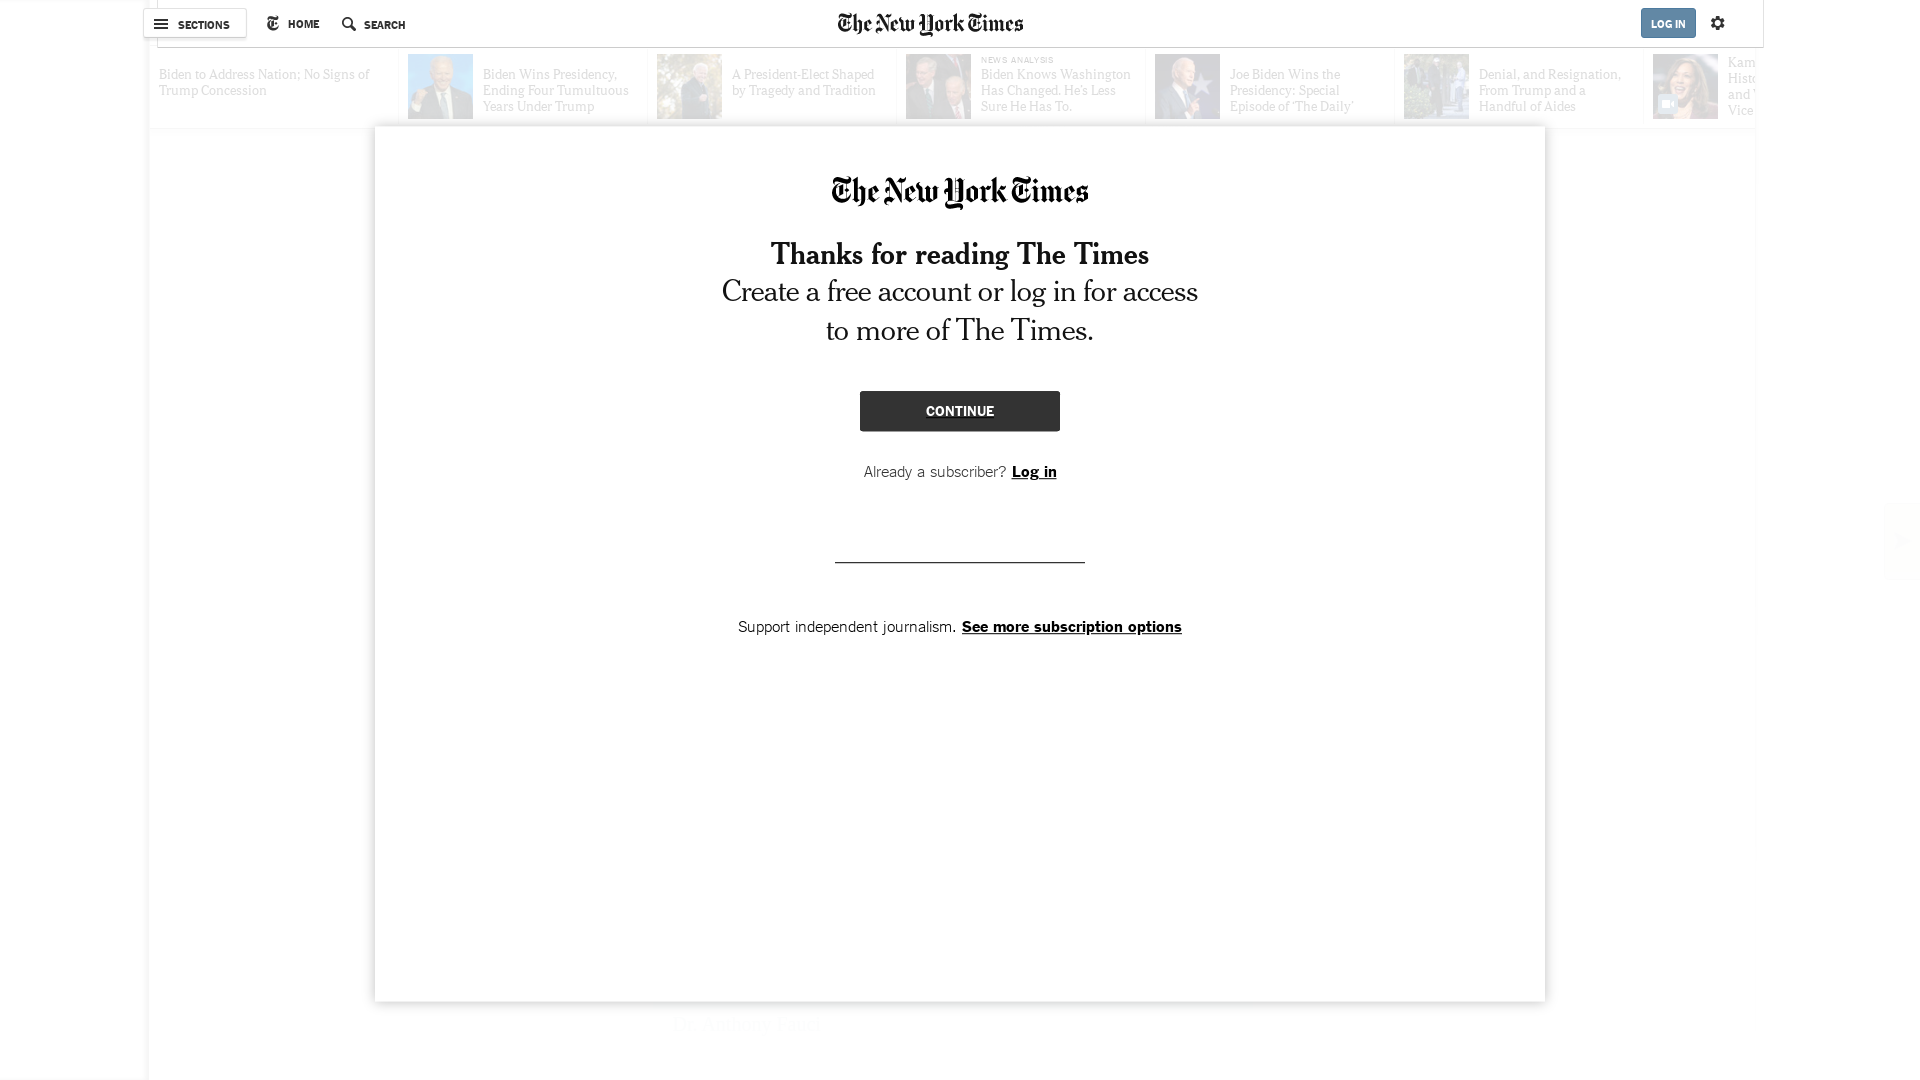 SECTIONS
HOME
SEARCH
The New York Times
LOG IN
Biden to Address Nation; No Signs of
Trump Concession
Biden Wins Presidency,
Ending Four Tumultuous
Years Under Trump
A President-Elect Shaped
by Tragedy and Tradition
NEWS ANALYSIS
Biden Knows Washington
Has Changed. He's Less
Sure He Has To.
Joe Biden Wins the
Presidency: Special
Episode of 'The Daily'
Denial, and Resignation,
From Trump and a
Handful of Aides
Kam
Histo
and
Vice
The New York Times
Thanks for reading The Times
Create a free account or log in for access
to more of The Times.
CONTINUE
Already a subscriber? Log in
Support independent journalism. See more subscription options